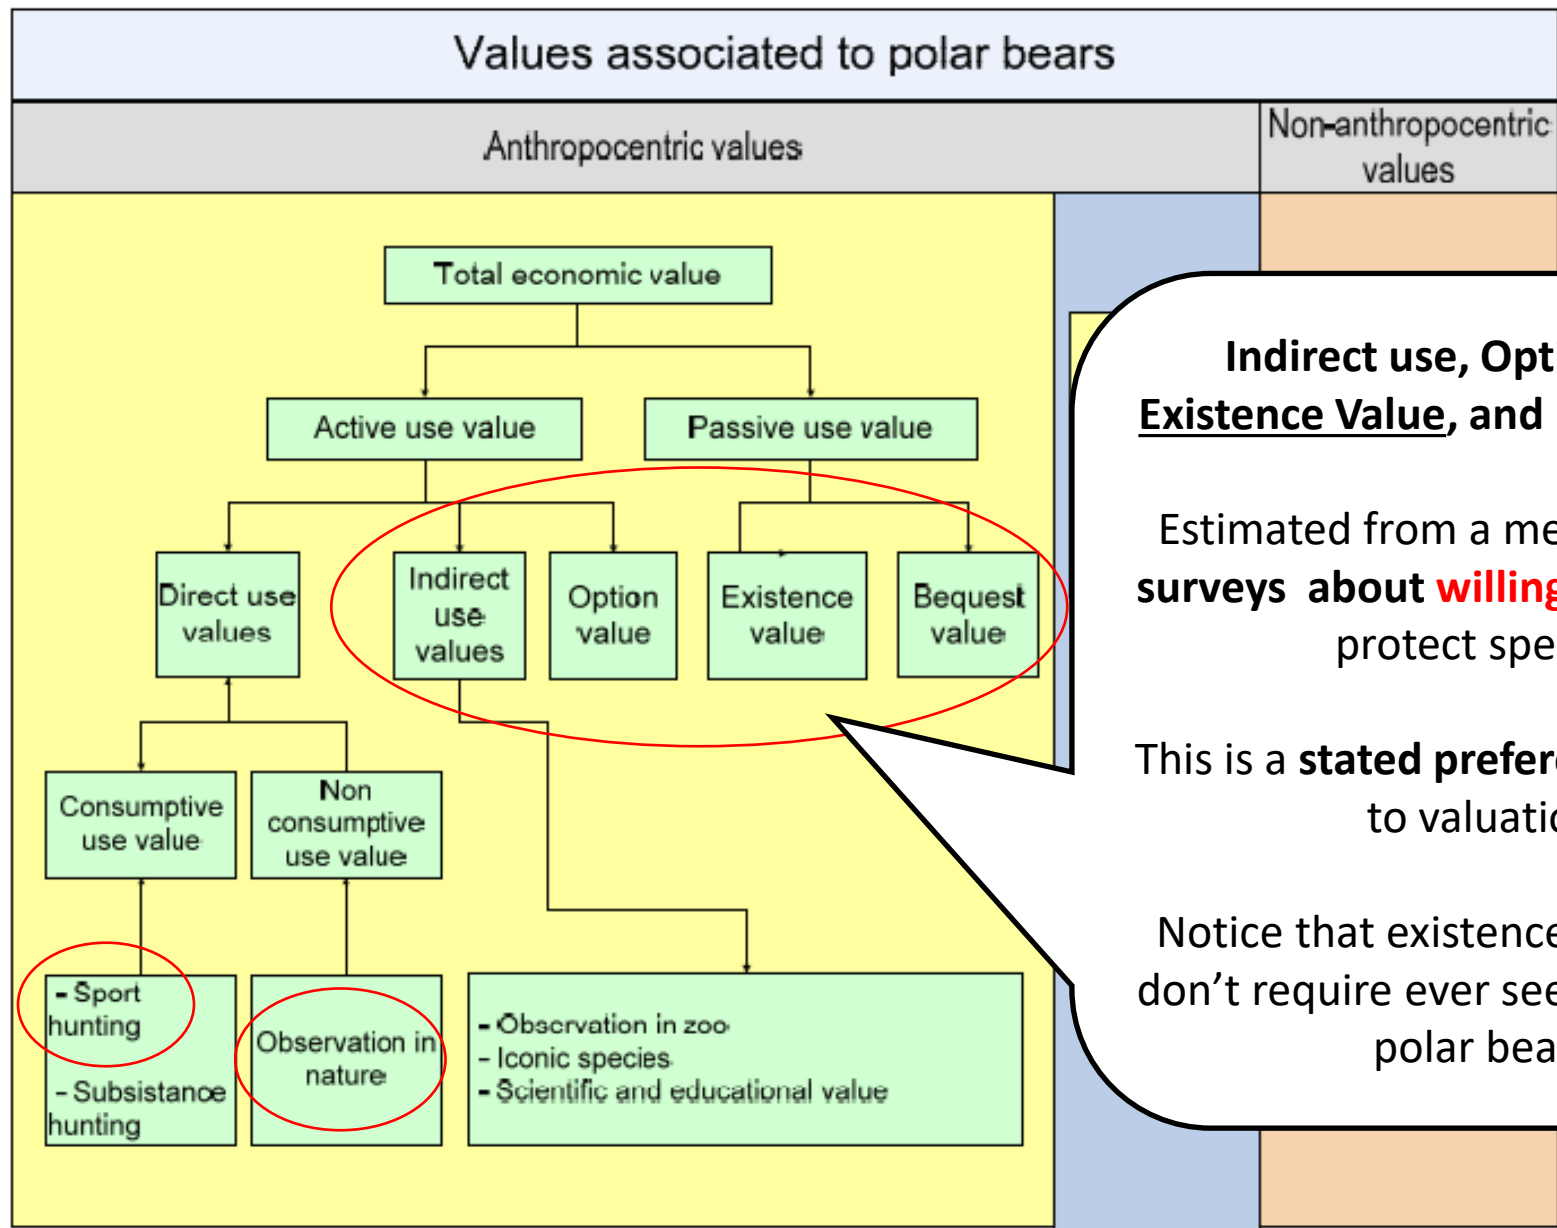 Values associated to polar bears
Anthropocentric values
Non-anthropocentric
values
Total economic value
Active use value
Passive use value
Direct use
values
Indirect
use
values
Option
value
Existence
value
Bequest
value
Consumptive
use value
Non
consumptive
use value
- Sport
hunting
- Subsistance
hunting
Observation in
nature
- Observation in zoo
- Iconic species
- Scientific and educational value
Indirect use, Opt
Existence Value, and
Estimated from a me
surveys about willing
protect spe
This is a stated prefer
to valuati
Notice that existence
don't require ever see
polar bea